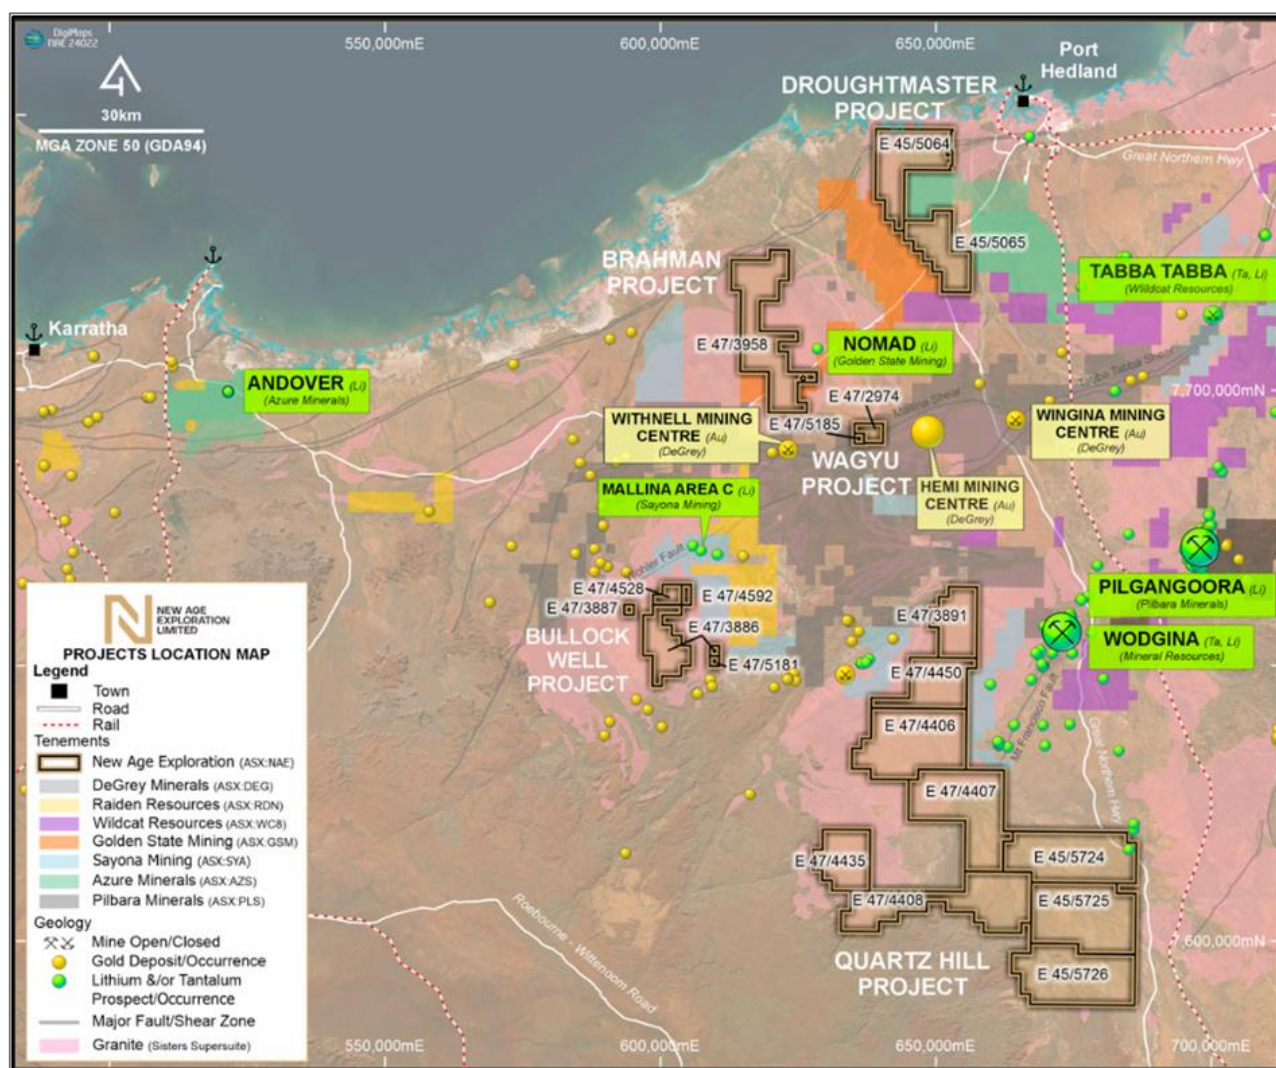 DigiMaps
NRE 24022
550,000mE
600,000mE
650,000mE
Port
Hedland
30km
MGA ZONE 50 (GDA94)
DROUGHTMASTER
PROJECT
E 45/5064
Great Northern Hwy
E 45/5065
BRAHMAN
PROJECT
TABBA TABBA (Ta, Li)
(Wildcat Resources)
Karratha
E 47/3958
NOMAD (Li)
(Golden State Mining)
Tabba Tabba Shear
ANDOVER (Li)
(Azure Minerals)
7,700,000mN
E 47/2974
Mallina Shear
WITHNELL MINING
CENTRE (Au)
(DeGrey)
E 47/5185
WINGINA MINING
CENTRE (Au)
(DeGrey)
WAGYU
PROJECT
MALLINA AREA C (Li)
(Sayona Mining)
HEMI MINING
CENTRE (Au)
(DeGrey)
E 47/4528
E 47/4592
E 47/3887
E 47/3886
E 47/3891
PILGANGOORA (Li)
(Pilbara Minerals)
BULLOCK
WELL
PROJECT
E 47/5181
WODGINA (Ta, Li)
(Mineral Resources)
E 47/4450
E 47/4406
Mt Francisco Fault
Great Northern Hwy
E 47/4407
E 47/4435
E 45/5724
E 47/4408
E 45/5725
Roebourne - Wittenoom Road
7,600,000mN
QUARTZ HILL
PROJECT
E 45/5726
550,000mE
600,000mE
650,000mE
700,000mE
NEW AGE
EXPLORATION
LIMITED
PROJECTS LOCATION MAP
Legend
Town
Road
Rail
Tenements
New Age Exploration (ASX:NAE)
DeGrey Minerals (ASX:DEG)
Raiden Resources (ASX:RDN)
Wildcat Resources (ASX:WC8)
Golden State Mining (ASX:GSM)
Sayona Mining (ASX:SYA)
Azure Minerals (ASX:AZS)
Pilbara Minerals (ASX:PLS)
Geology
Mine Open/Closed
Gold Deposit/Occurrence
Lithium &/or Tantalum
Prospect/Occurrence
Major Fault/Shear Zone
Granite (Sisters Supersuite)